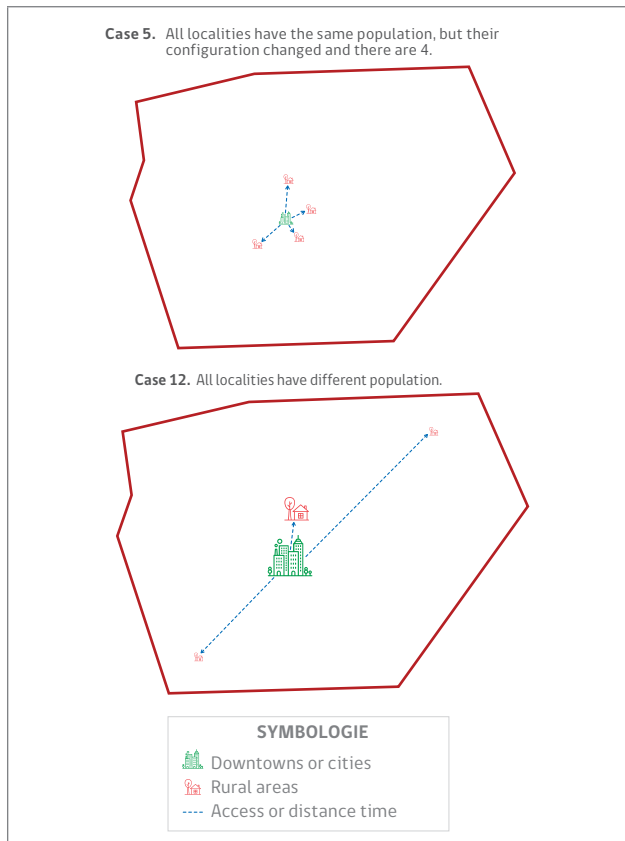 Case 5. All localities have the same population, but their
configuration changed and there are 4.
Case 12. All localities have different population.
SYMBOLOGIE
Downtowns or cities
Rural areas
Access or distance time